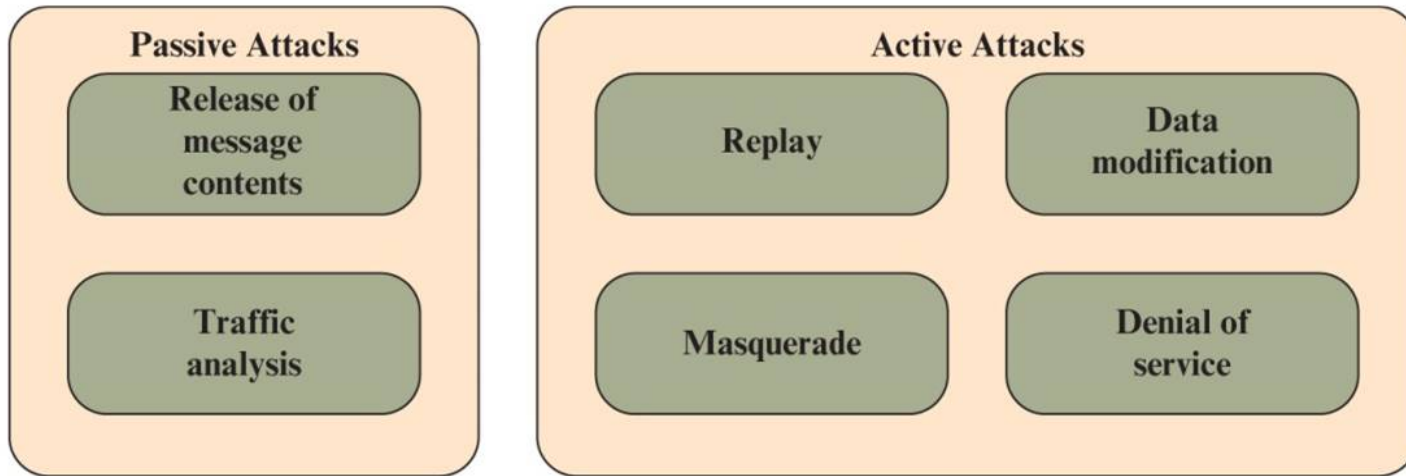 Passive Attacks
Release of
message
contents
Traffic
analysis
Active Attacks
Replay
Data
modification
Masquerade
Denial of
service